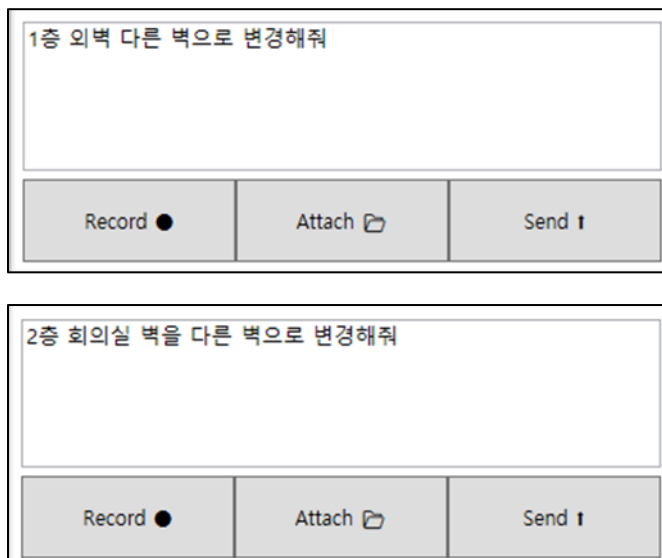 1층 외벽 다른 벽으로 변경해줘
Record ● Attach 🗁 Send ⬆
2층 회의실 벽을 다른 벽으로 변경해줘
Record ● Attach 🗁 Send ⬆